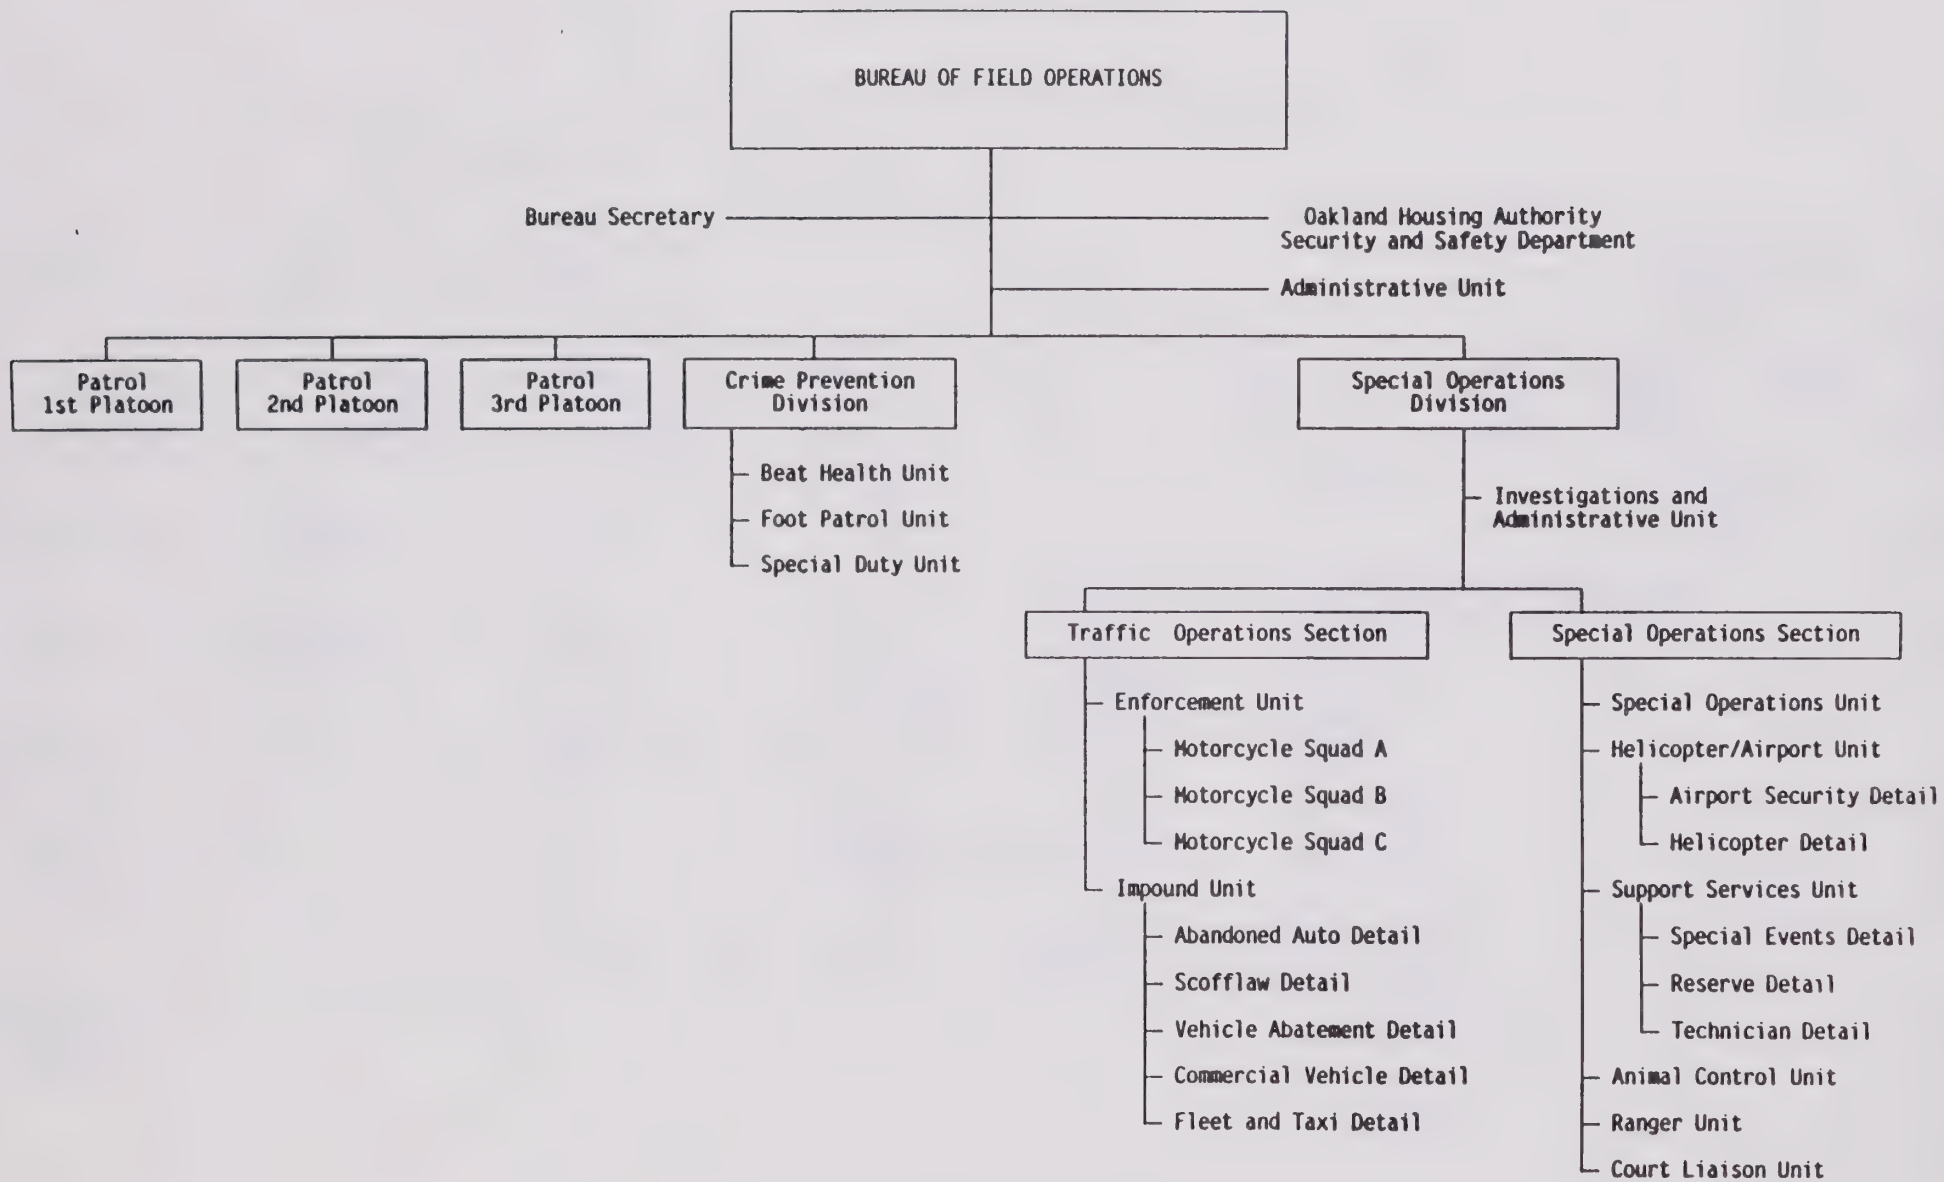 BUREAU OF FIELD OPERATIONS
Bureau Secretary
Oakland Housing Authority
Security and Safety Department
Administrative Unit
Patrol
1st Platoon
Patrol
2nd Platoon
Patrol
3rd Platoon
Crime Prevention
Division
Beat Health Unit
Foot Patrol Unit
Special Duty Unit
Special Operations
Division
Investigations and
Administrative Unit
Traffic Operations Section
Enforcement Unit
Motorcycle Squad A
Motorcycle Squad B
Motorcycle Squad C
Impound Unit
Abandoned Auto Detail
Scofflaw Detail
Vehicle Abatement Detail
Commercial Vehicle Detail
Fleet and Taxi Detail
Special Operations Section
Special Operations Unit
Helicopter/Airport Unit
Airport Security Detail
Helicopter Detail
Support Services Unit
Special Events Detail
Reserve Detail
Technician Detail
Animal Control Unit
Ranger Unit
Court Liaison Unit